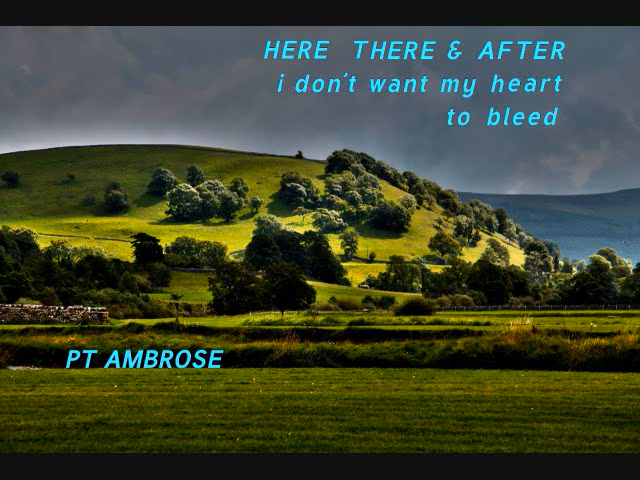 HERE THERE & AFTER
i don't want my heart
to bleed
PT AMBROSE